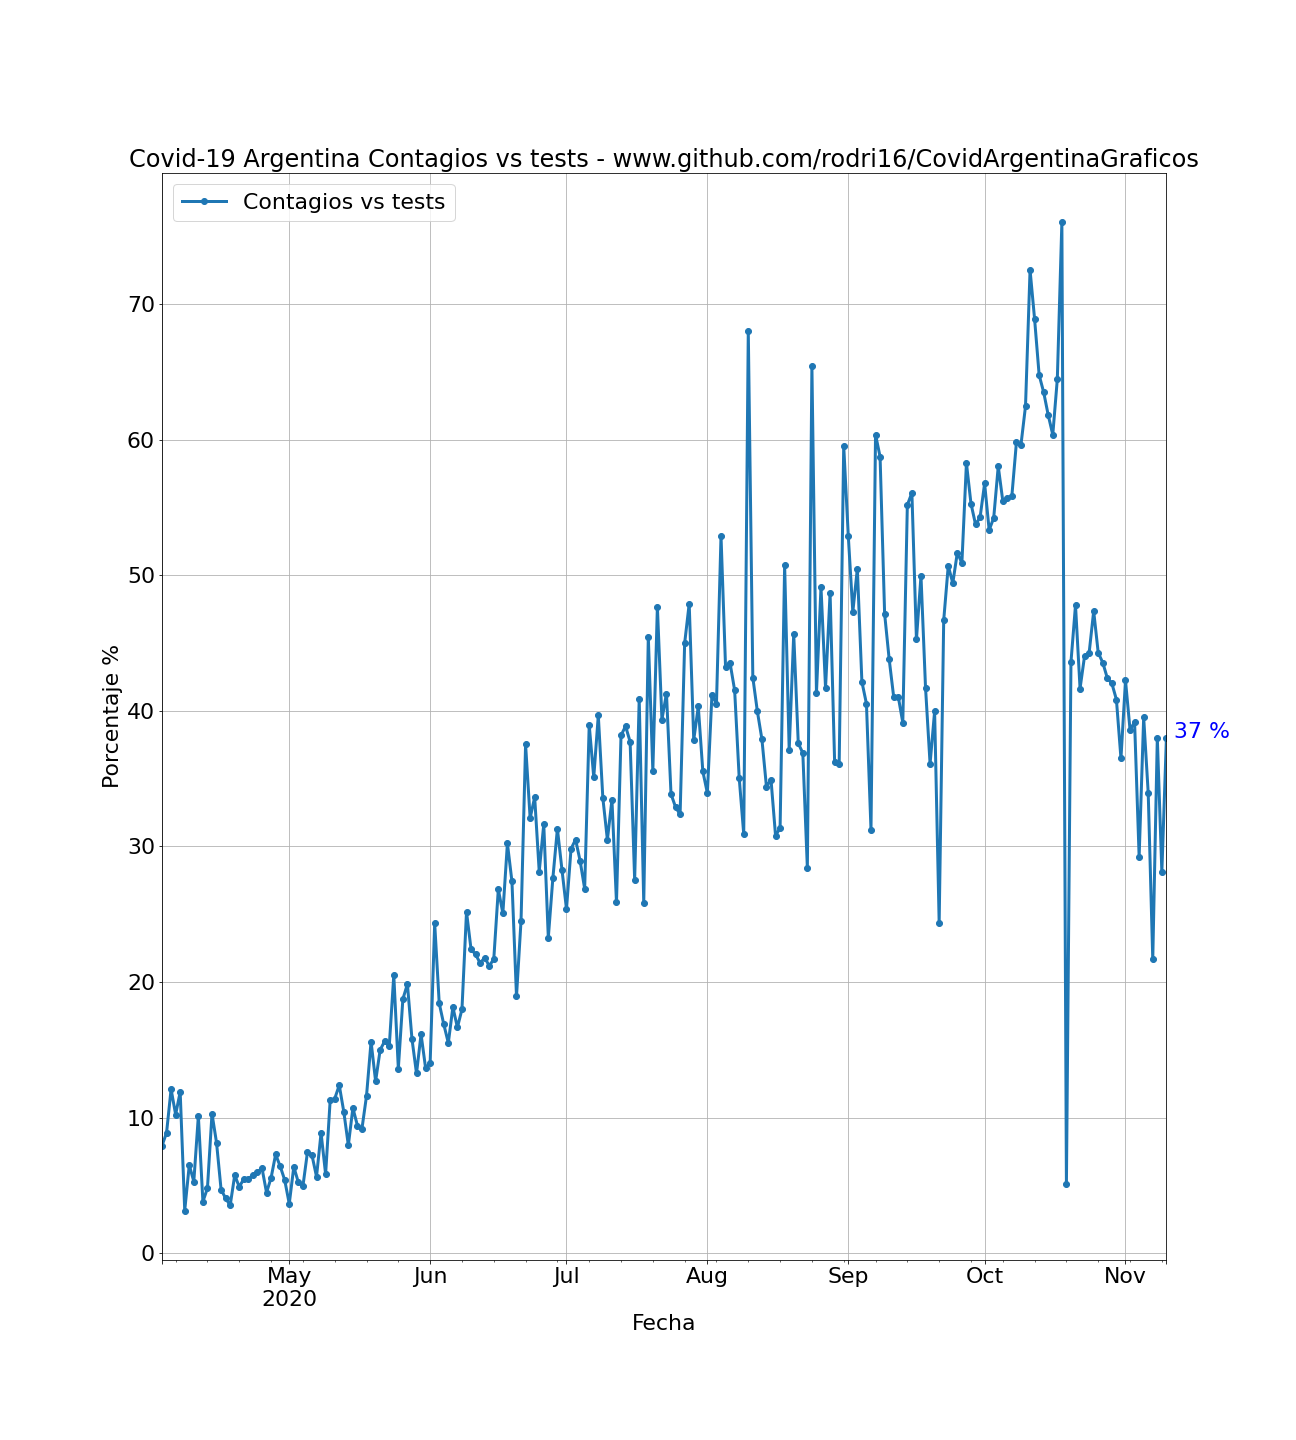 Covid-19 Argentina Contagios vs tests - www.github.com/rodri16/CovidArgentinaGraficos
Contagios vs tests
70
60
50
40
30
20
10
0
Porcentaje %
37 %
May Jun Jul Aug Sep Oct Nov
2020
Fecha